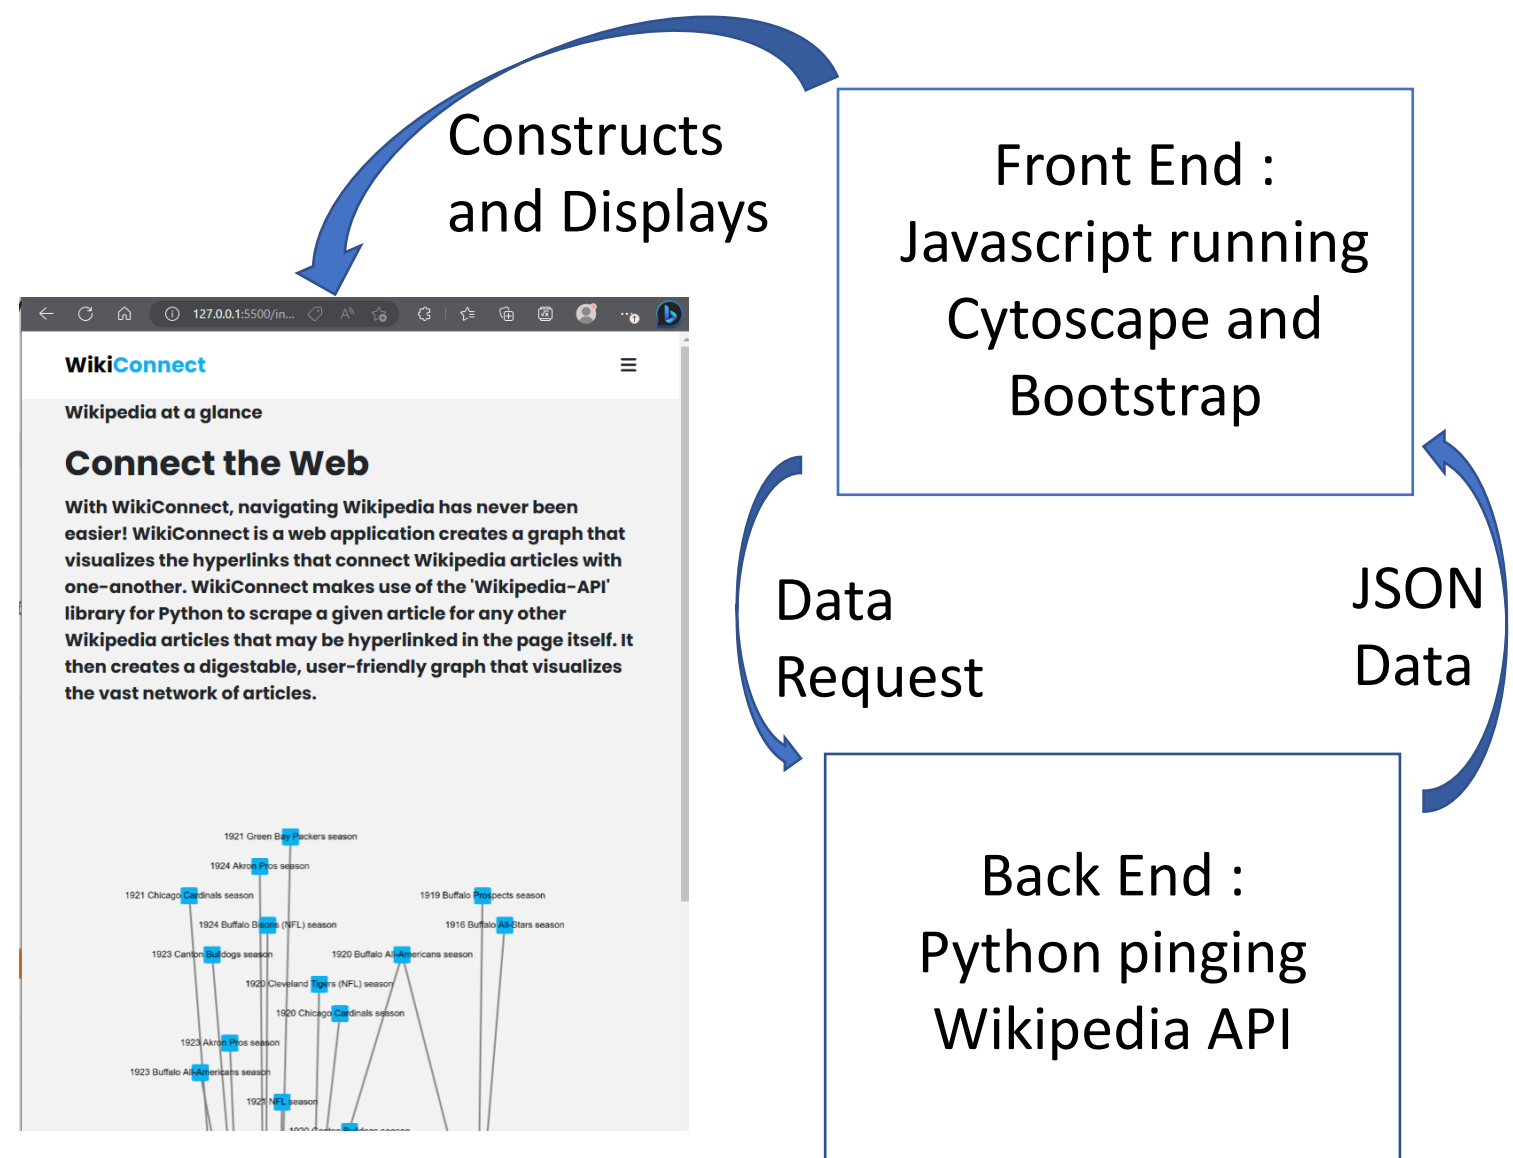 Constructs
and Displays
Front End :
Javascript running
Cytoscape and
Bootstrap
127.0.0.1:5500/in...
WikiConnect
Wikipedia at a glance
Connect the Web
With WikiConnect, navigating Wikipedia has never been
easier! WikiConnect is a web application creates a graph that
visualizes the hyperlinks that connect Wikipedia articles with
one-another. WikiConnect makes use of the 'Wikipedia-API'
library for Python to scrape a given article for any other
Wikipedia articles that may be hyperlinked in the page itself. It
then creates a digestable, user-friendly graph that visualizes
the vast network of articles.
Data
Request
JSON
Data
1921 Green Bay Packers season
1924 Akron Pros season
1921 Chicago Cardinals season
1919 Buffalo Prospects season
1924 Buffalo Bisons (NFL) season
1916 Buffalo All-Stars season
1923 Canton Bulldogs season
1920 Buffalo All-Americans season
1920 Cleveland Tigers (NFL) season
1920 Chicago Cardinals season
1923 Akron Pros season
1923 Buffalo All-Americans season
1921 NFL season
1920 Canton Bulldogs season
Back End :
Python pinging
Wikipedia API